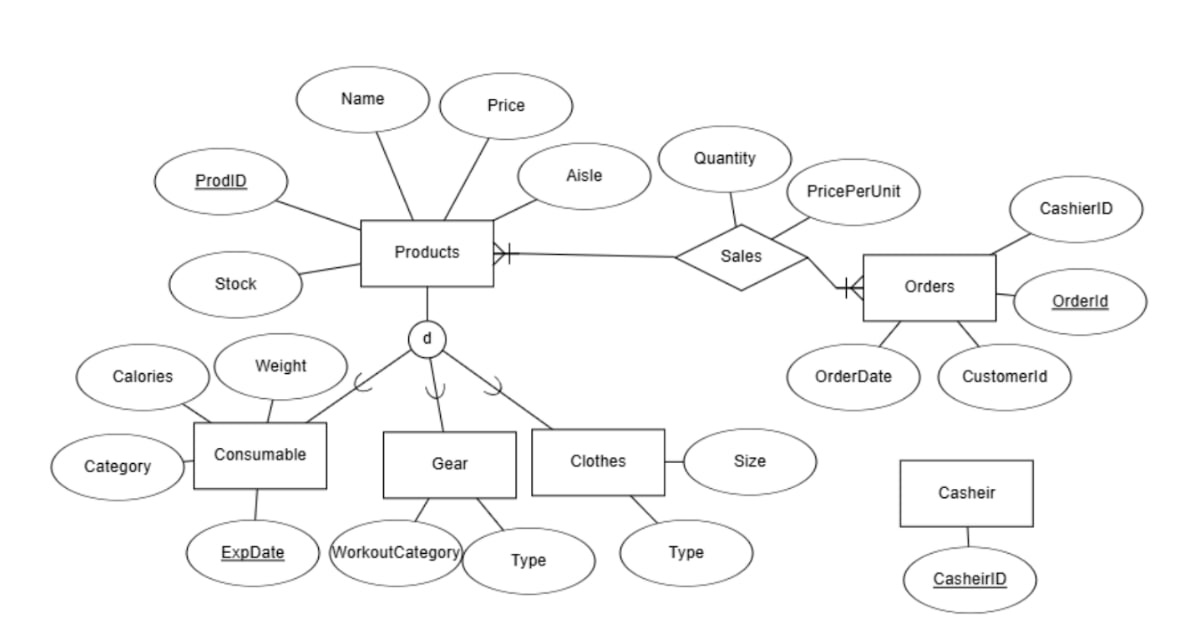 Name
Price
Quantity
Aisle
ProdID
PricePerUnit
CashierID
Products
Sales
Stock
Orders
OrderId
d
Weight
Calories
OrderDate
CustomerId
Consumable
Category
Gear
Clothes
Size
Casheir
ExpDate
WorkoutCategory
Type
Type
CasheirID